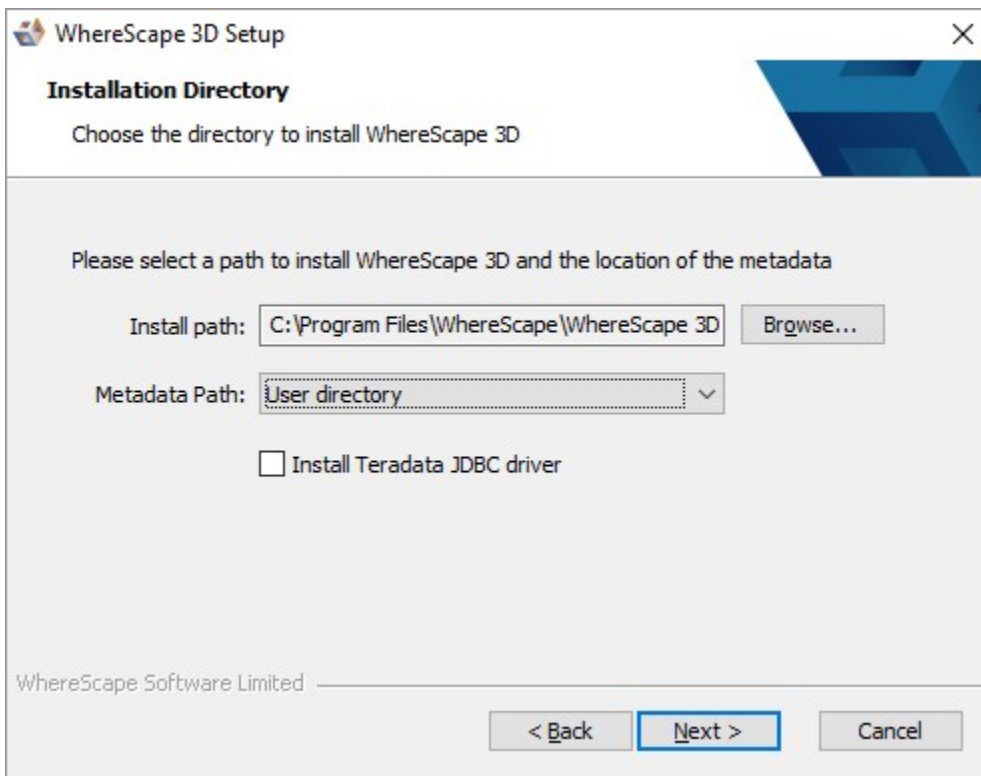 WhereScape 3D Setup
Installation Directory
Choose the directory to install WhereScape 3D
Please select a path to install WhereScape 3D and the location of the metadata
Install path: C:\Program Files\WhereScape\WhereScape 3D Browse...
Metadata Path: User directory
Install Teradata JDBC driver
WhereScape Software Limited
< Back Next > Cancel